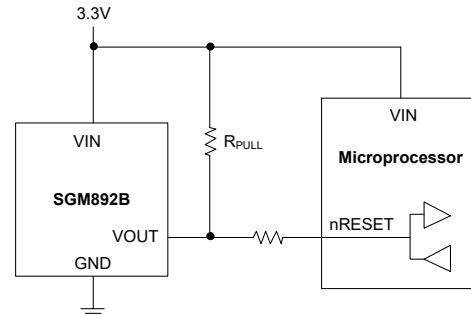 3.3V
VIN
SGM892B
VOUT
GND
RPULL
VIN
Microprocessor
nRESET